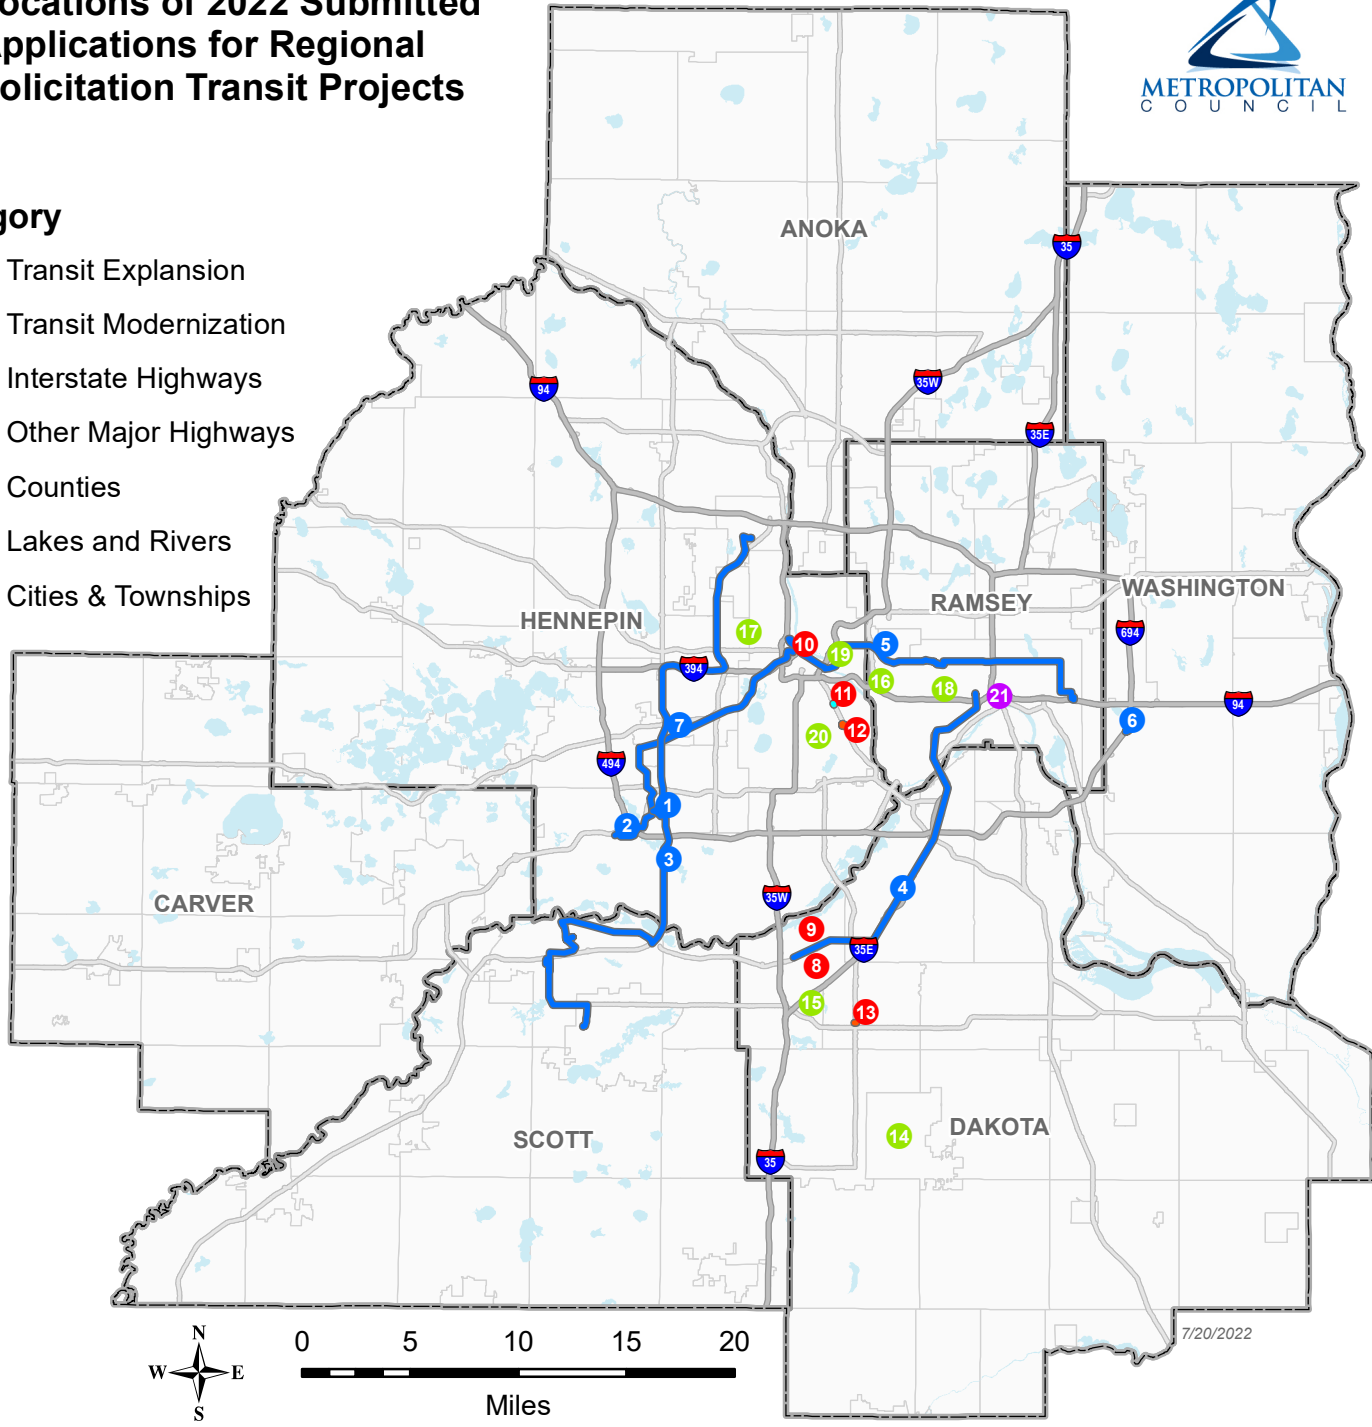 ocations of 2022 Submitted
Applications for Regional
olicitation Transit Projects
METROPOLITAN
COUNCIL
gory
Transit Explansion
Transit Modernization
Interstate Highways
Other Major Highways
Counties
Lakes and Rivers
Cities & Townships
ANOKA
35
94
35W
35E
HENNEPIN
RAMSEY
WASHINGTON
17
10
19
5
694
394
16
18
21
11
94
7
20
12
6
494
1
2
3
4
CARVER
35W
9
35E
8
15
13
SCOTT
DAKOTA
14
35
N
W E
S
0 5 10 15 20
Miles
7/20/2022